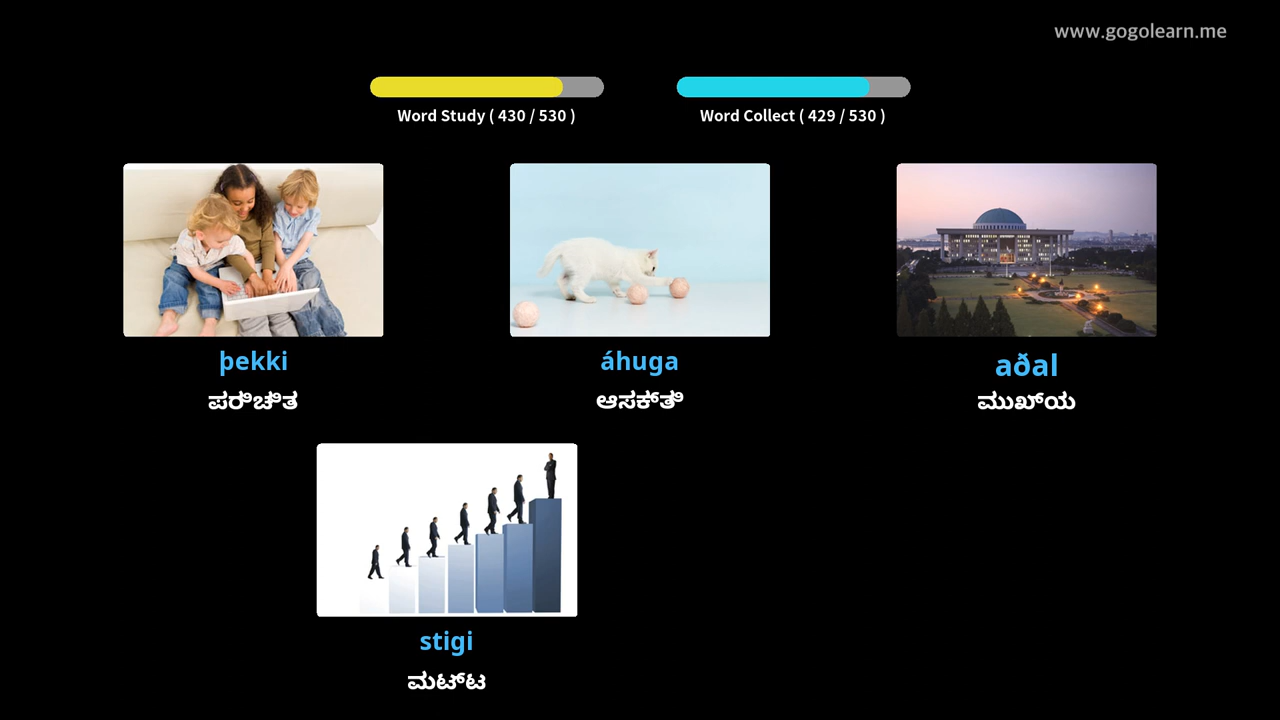 www.gogolearn.me
Word Study ( 430 / 530 )
Word Collect ( 429 / 530 )
þekki
ಪರಿಚಿತ
áhuga
ಆಸಕ್ತಿ
aðal
ಮುಖ್ಯ
stigi
ಮಟ್ಟ